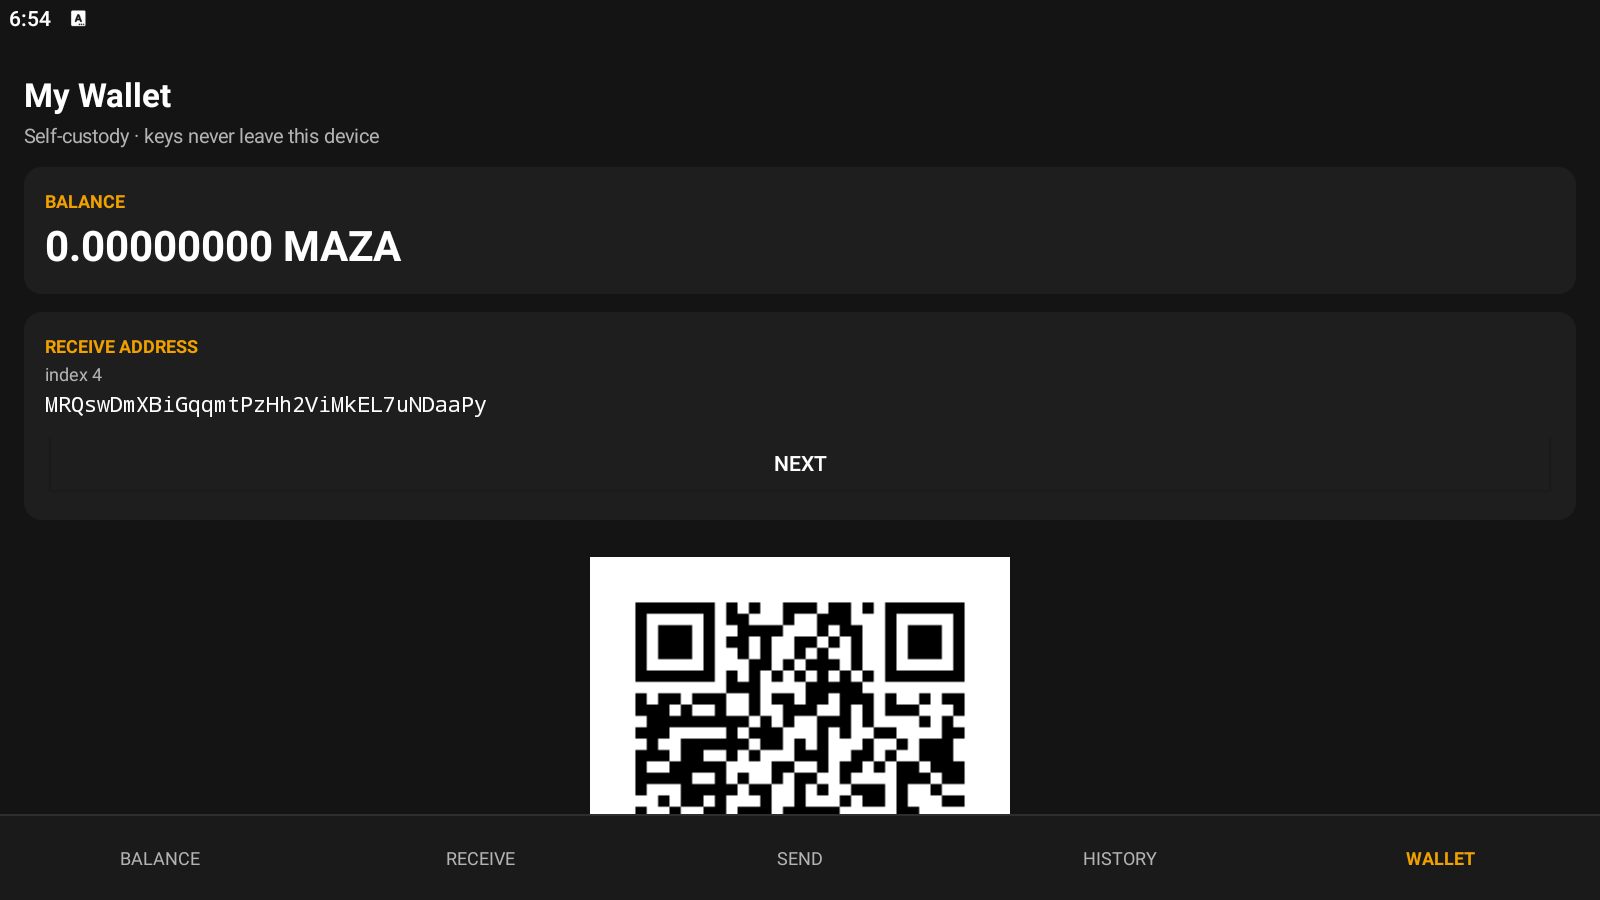 6:54
My Wallet
Self-custody · keys never leave this device
BALANCE
0.00000000 MAZA
RECEIVE ADDRESS
index 4
MRQswDmXBiGqqmtPzHh2ViMkEL7uNDaaPy
NEXT
BALANCE RECEIVE SEND HISTORY WALLET